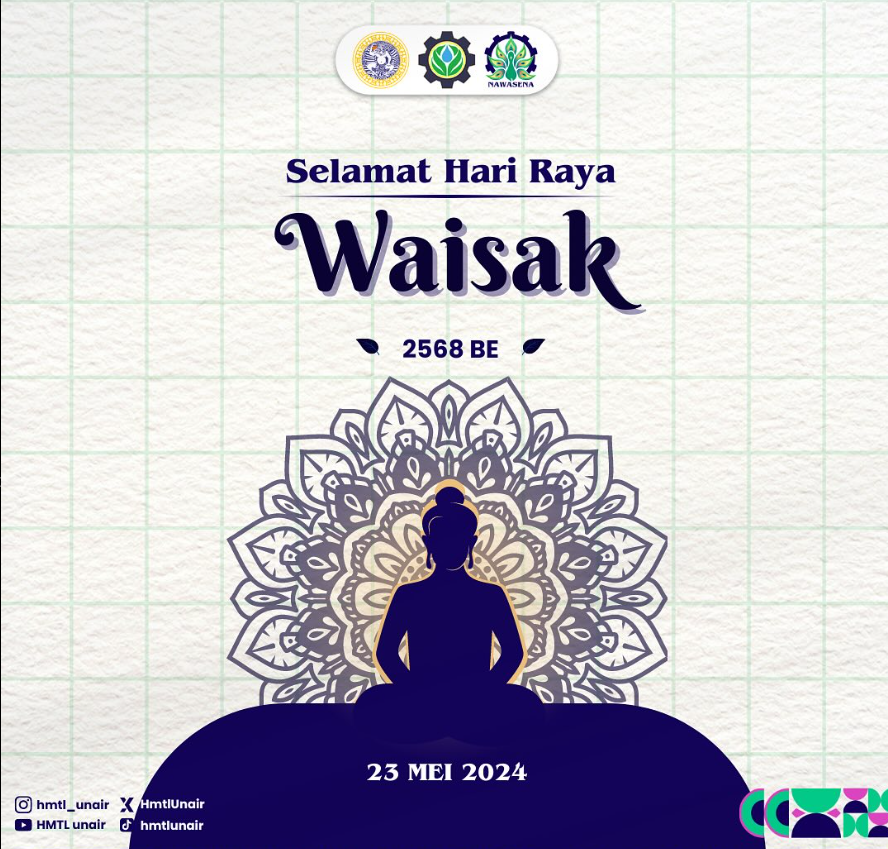 NAWASENA
Selamat Hari Raya
Waisak
2568 BE
23 MEI 2024
hmtl_unair HmtlUnair
HMTL unair hmtlunair